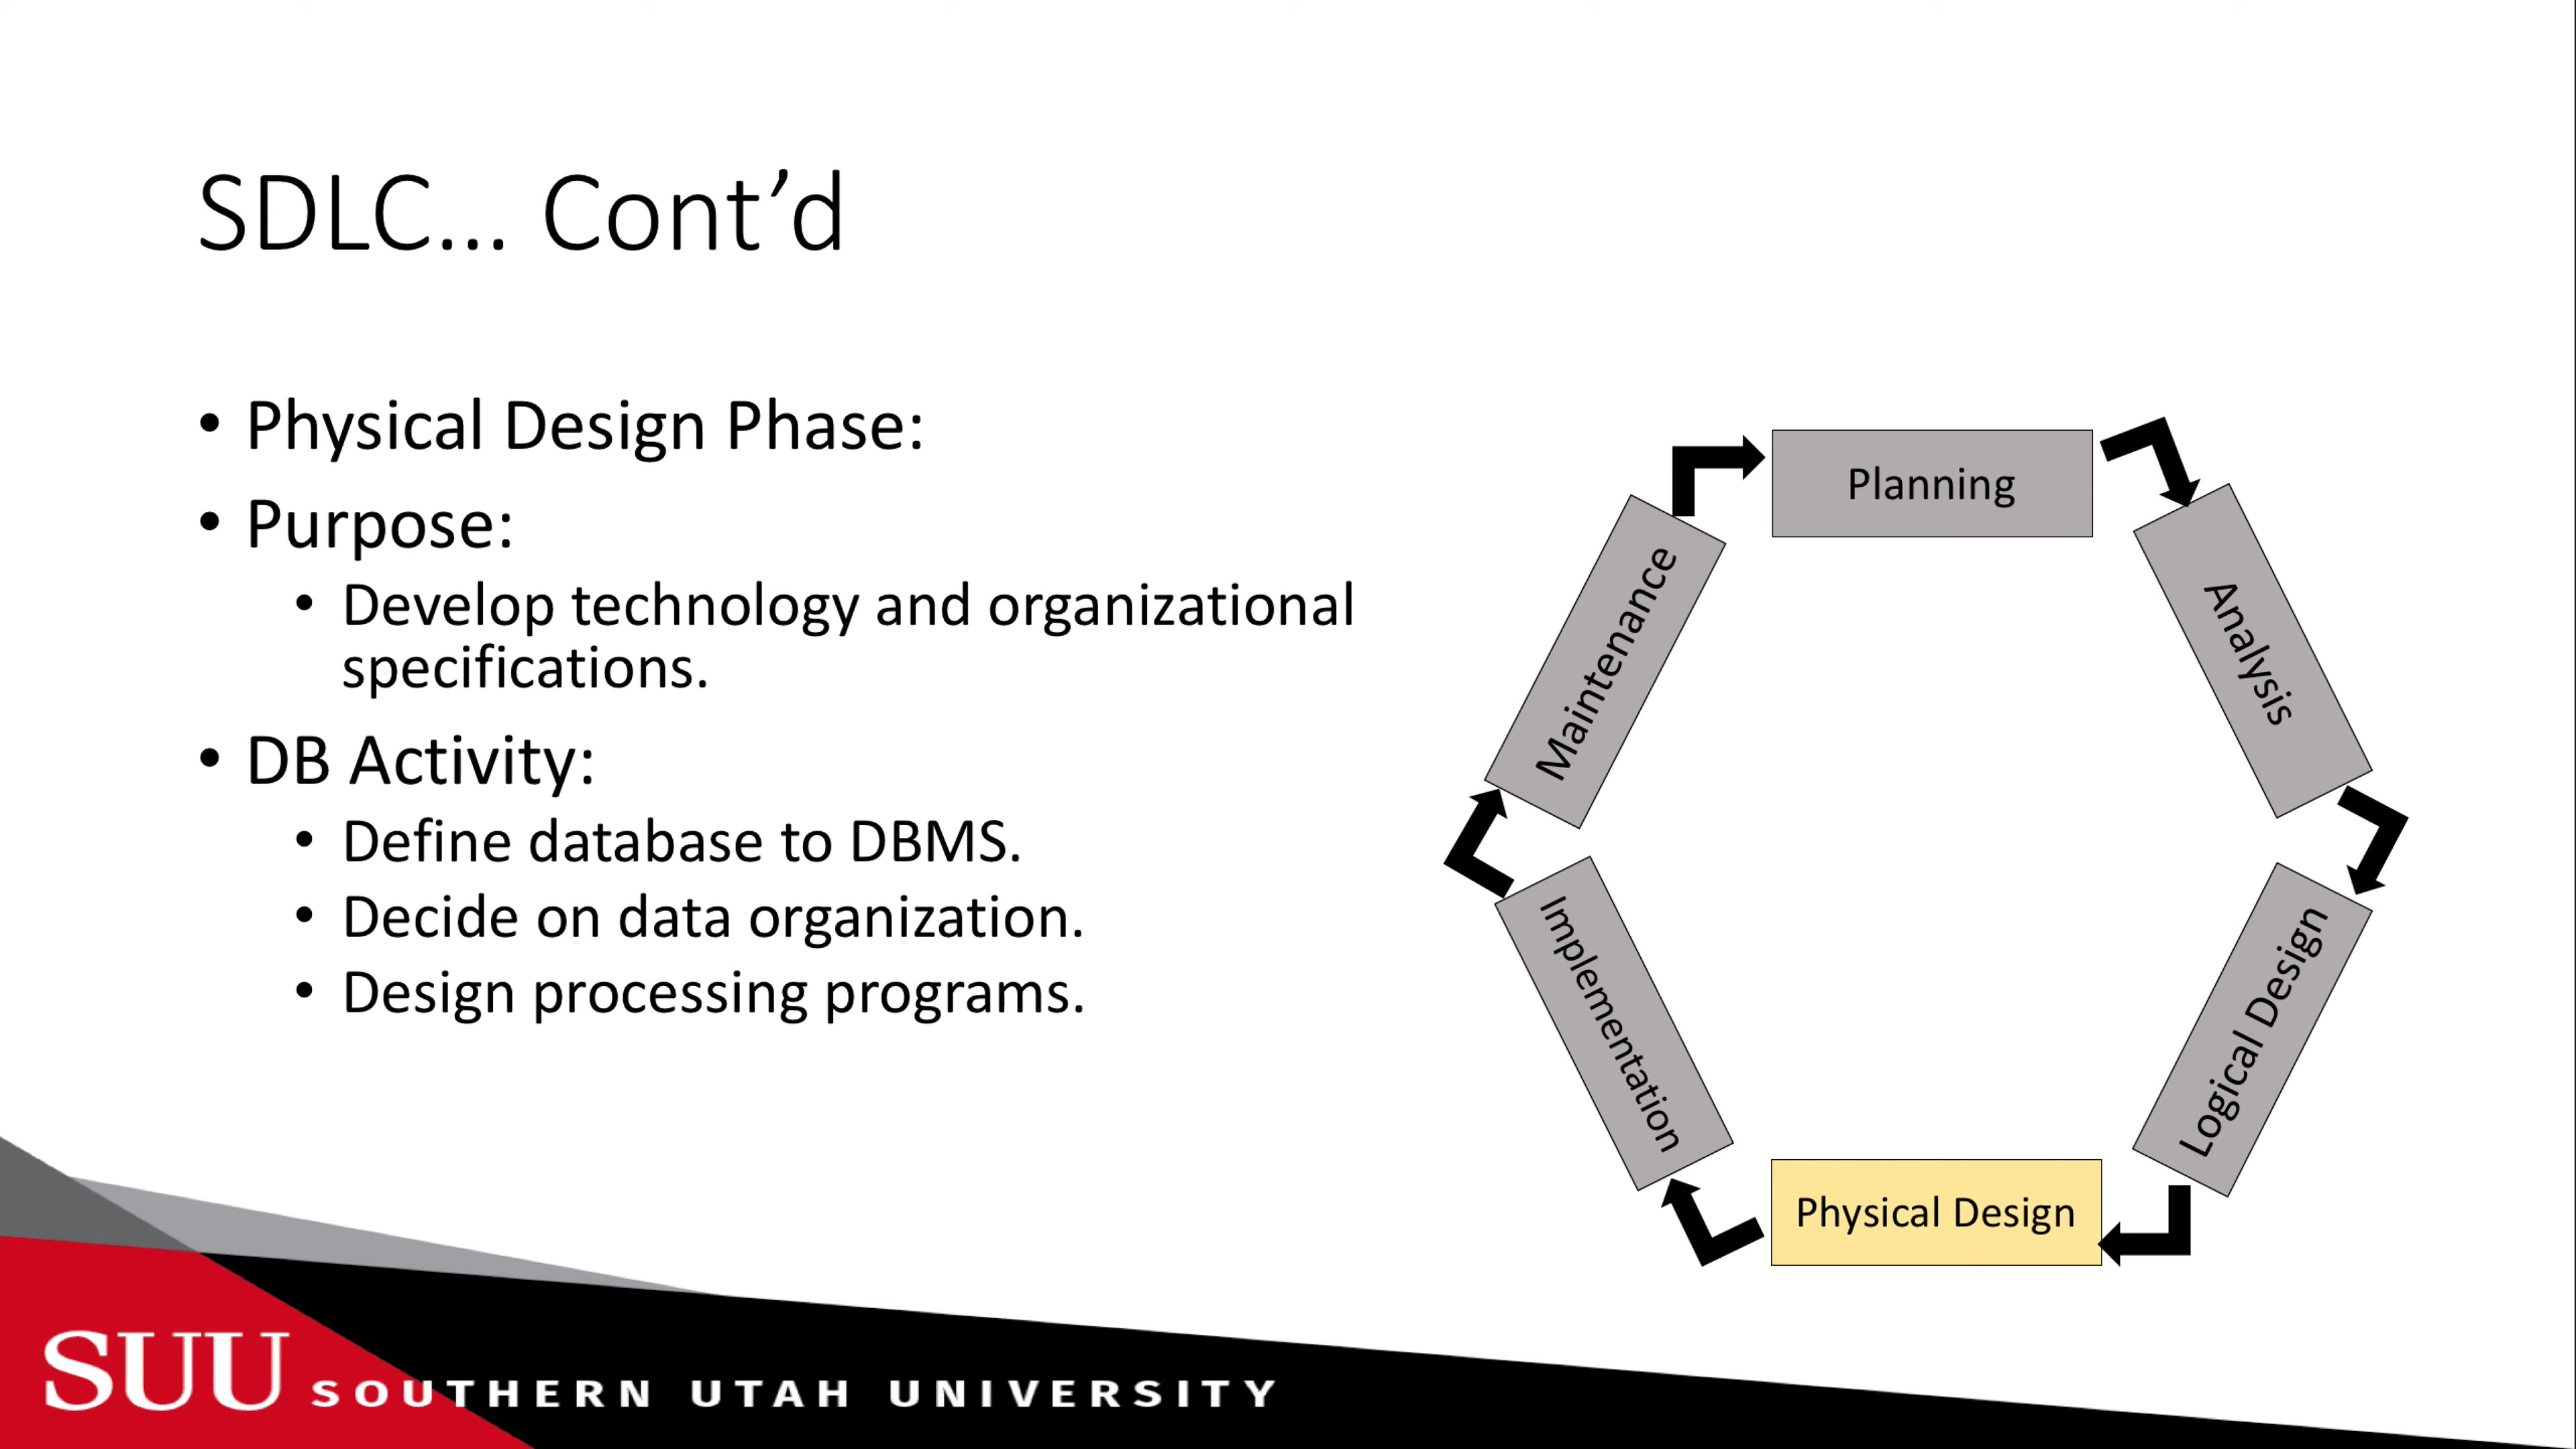 SDLC… Cont’d
• Physical Design Phase:
• Purpose:
• Develop technology and organizational
specifications.
• DB Activity:
• Define database to DBMS.
• Decide on data organization.
• Design processing programs.
Planning
Analysis
Logical Design
Physical Design
Implementation
Maintenance
SUU SOUTHERN UTAH UNIVERSITY